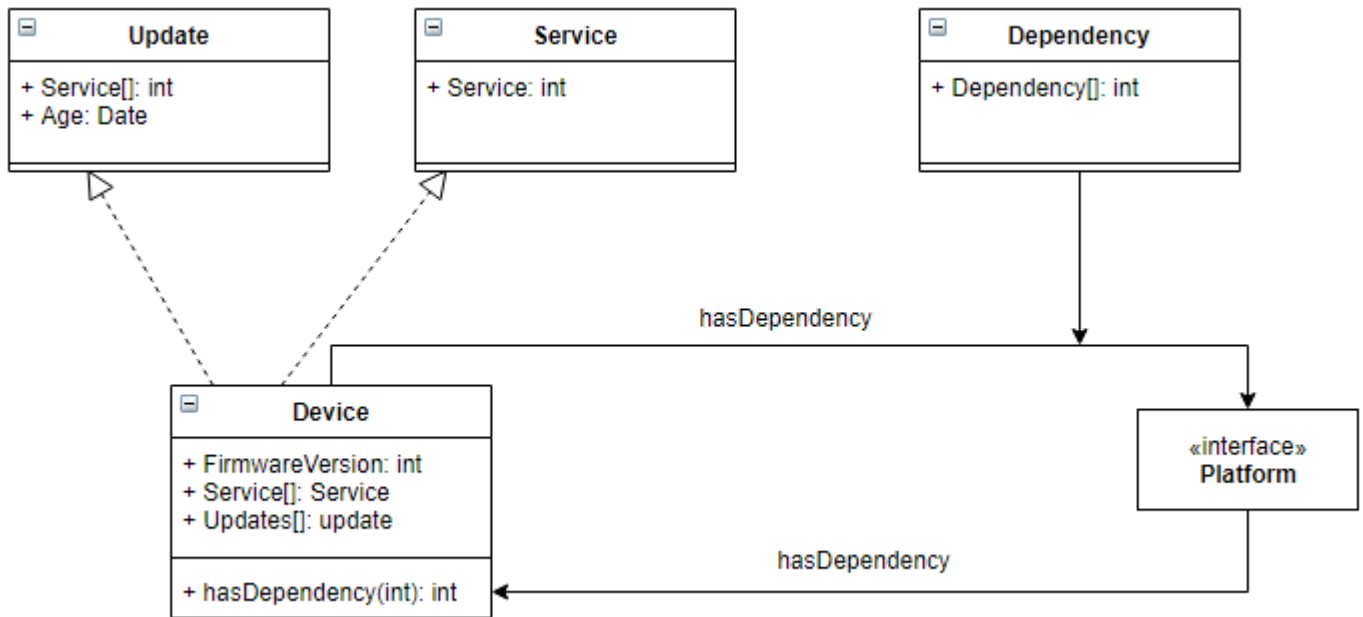 Update
+ Service[]: int
+ Age: Date
Service
+ Service: int
Dependency
+ Dependency[]: int
hasDependency
Device
+ FirmwareVersion: int
+ Service[]: Service
+ Updates[]: update
+ hasDependency(int): int
«interface»
Platform
hasDependency